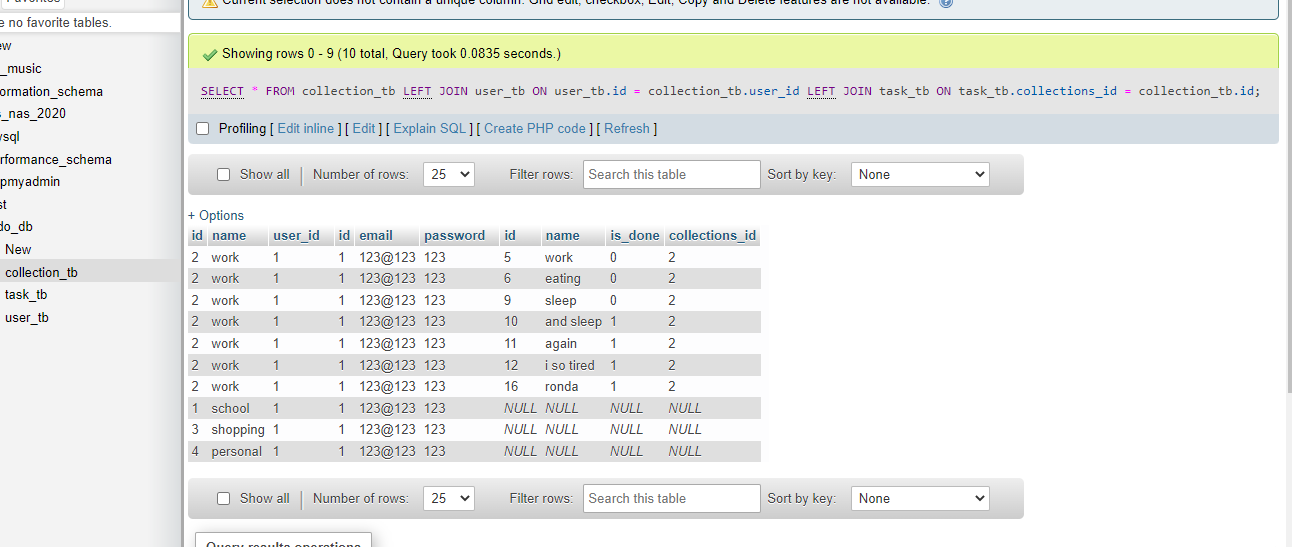 e no favorite tables.
ew
_music
ormation_schema
s_nas_2020
ysql
rformance_schema
pmyadmin
st
do_db
New
collection_tb
task_tb
user_tb
Current selection does not contain a unique column. Grid edit, checkbox, Edit, Copy and Delete features are not available.
Showing rows 0 - 9 (10 total, Query took 0.0835 seconds.)
SELECT * FROM collection_tb LEFT JOIN user_tb ON user_tb.id = collection_tb.user_id LEFT JOIN task_tb ON task_tb.collections_id = collection_tb.id;
Profiling [ Edit inline ] [ Edit ] [ Explain SQL ] [ Create PHP code ] [ Refresh ]
Show all | Number of rows: 25 Filter rows: Search this table Sort by key: None
+ Options
id name user_id id email password id name is_done collections_id
2 work 1 1 123@123 123 5 work 0 2
2 work 1 1 123@123 123 6 eating 0 2
2 work 1 1 123@123 123 9 sleep 0 2
2 work 1 1 123@123 123 10 and sleep 1 2
2 work 1 1 123@123 123 11 again 1 2
2 work 1 1 123@123 123 12 i so tired 1 2
2 work 1 1 123@123 123 16 ronda 1 2
1 school 1 1 123@123 123 NULL NULL NULL NULL
3 shopping 1 1 123@123 123 NULL NULL NULL NULL
4 personal 1 1 123@123 123 NULL NULL NULL NULL
Show all | Number of rows: 25 Filter rows: Search this table Sort by key: None
Query results operations